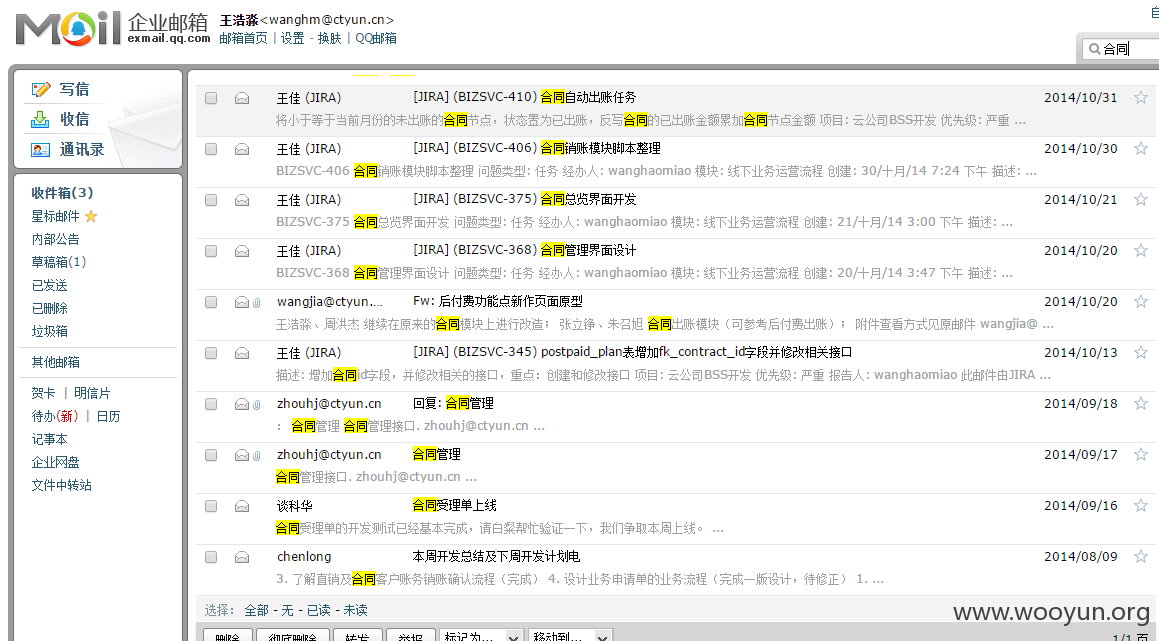 Mail 企业邮箱 exmail.qq.com
王浩淼<wanghm@ctyun.cn>
邮箱首页 | 设置 - 换肤 | QQ邮箱
合同
写信
收信
通讯录
收件箱(3)
星标邮件
内部公告
草稿箱(1)
已发送
已删除
垃圾箱
其他邮箱
贺卡 | 明信片
待办(新) | 日历
记事本
企业网盘
文件中转站
王佳 (JIRA) [JIRA] (BIZSVC-410) 合同自动出账任务 2014/10/31
将小于等于当前月份的未出账的合同节点，状态置为已出账，反写合同的已出账金额累加合同节点金额 项目: 云公司BSS开发 优先级: 严重 ...
王佳 (JIRA) [JIRA] (BIZSVC-406) 合同销账模块脚本整理 2014/10/30
BIZSVC-406 合同销账模块脚本整理 问题类型: 任务 经办人: wanghaomiao 模块: 线下业务运营流程 创建: 30/十月/14 7:24 下午 描述: ...
王佳 (JIRA) [JIRA] (BIZSVC-375) 合同总览界面开发 2014/10/21
BIZSVC-375 合同总览界面开发 问题类型: 任务 经办人: wanghaomiao 模块: 线下业务运营流程 创建: 21/十月/14 3:00 下午 描述: ...
王佳 (JIRA) [JIRA] (BIZSVC-368) 合同管理界面设计 2014/10/20
BIZSVC-368 合同管理界面设计 问题类型: 任务 经办人: wanghaomiao 模块: 线下业务运营流程 创建: 20/十月/14 3:47 下午 描述: ...
wangjia@ctyun.... Fw: 后付费功能点新作页面原型 2014/10/20
王浩淼、周洪杰 继续在原来的合同模块上进行改造； 张立铮、朱召旭 合同出账模块（可参考后付费出账）； 附件查看方式见原邮件 wangjia@ ...
王佳 (JIRA) [JIRA] (BIZSVC-345) postpaid_plan表增加fk_contract_id字段并修改相关接口 2014/10/13
描述: 增加合同id字段，并修改相关的接口，重点：创建和修改接口 项目: 云公司BSS开发 优先级: 严重 报告人: wanghaomiao 此邮件由JIRA ...
zhouhj@ctyun.cn 回复: 合同管理 2014/09/18
： 合同管理 合同管理接口. zhouhj@ctyun.cn ...
zhouhj@ctyun.cn 合同管理 2014/09/17
合同管理接口. zhouhj@ctyun.cn ...
谈科华 合同受理单上线 2014/09/16
合同受理单的开发测试已经基本完成，请白粲帮忙验证一下，我们争取本周上线。 ...
chenlong 本周开发总结及下周开发计划电 2014/08/09
3. 了解直销及合同客户账务销账确认流程（完成） 4. 设计业务申请单的业务流程（完成一版设计，待修正） 1. ...
选择: 全部 - 无 - 已读 - 未读
删除 彻底删除 转发 举报 标记为... 移动到... 1/1 页
www.wooyun.org